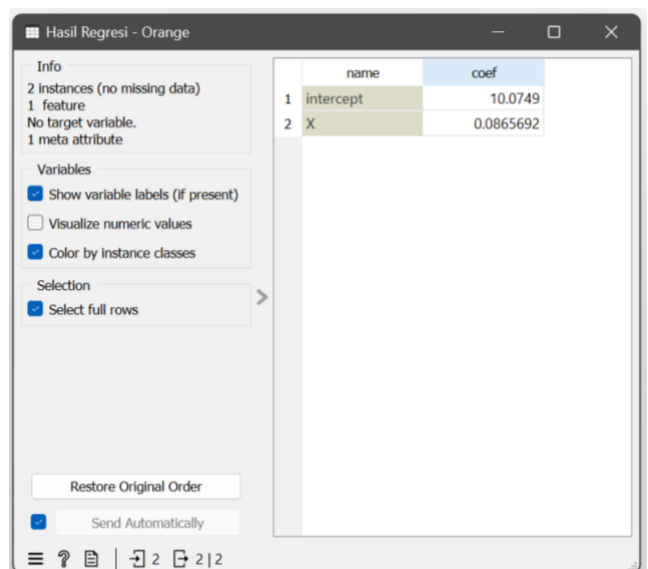 Hasil Regresi - Orange
Info
2 instances (no missing data)
1 feature
No target variable.
1 meta attribute
Variables
Show variable labels (if present)
Visualize numeric values
Color by instance classes
Selection
Select full rows
Restore Original Order
Send Automatically
2 2|2
name coef
1 intercept 10.0749
2 X 0.0865692